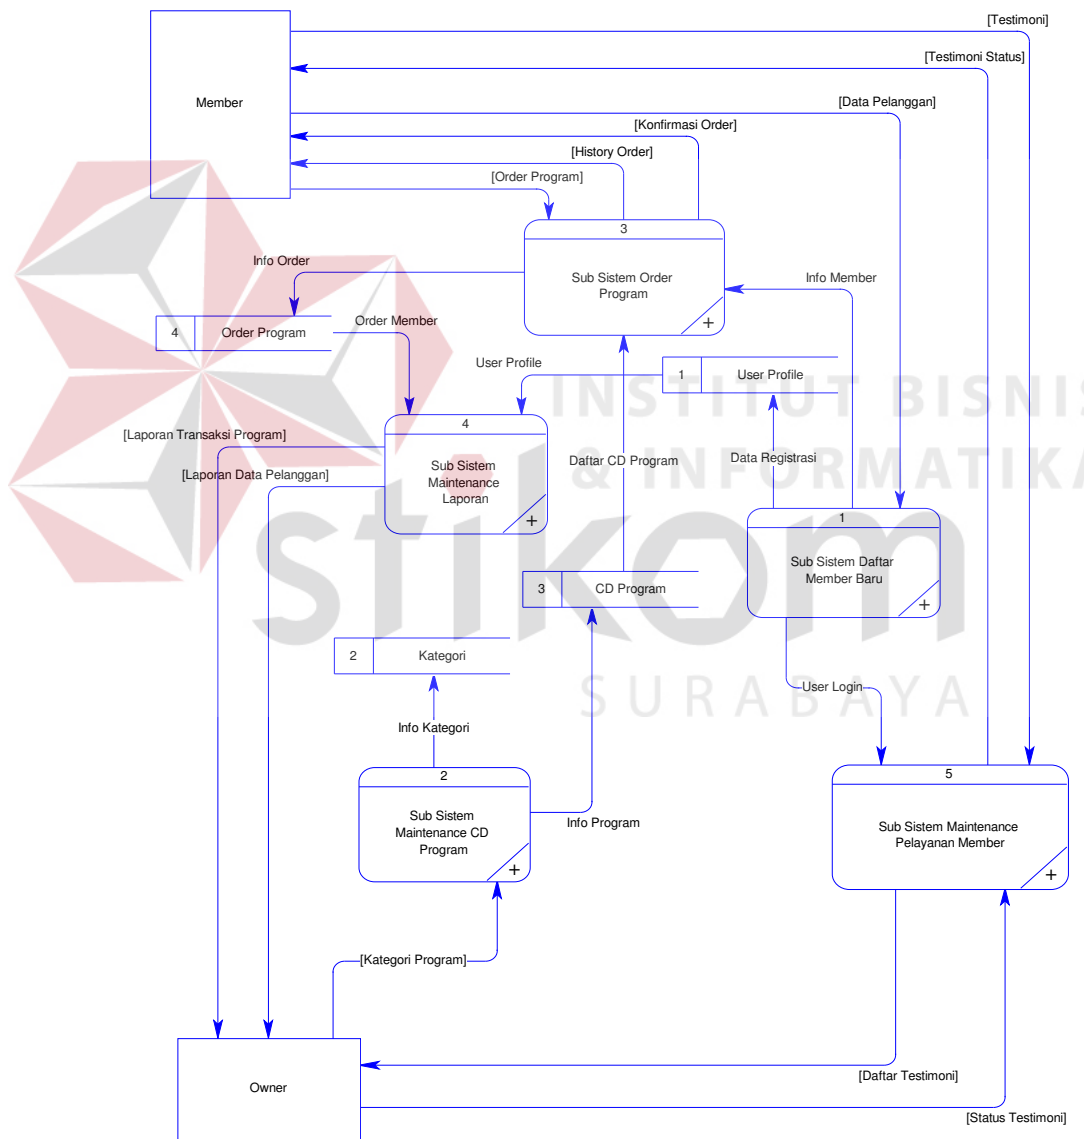 [Testimoni]
[Testimoni Status]
Member
[Data Pelanggan]
[Konfirmasi Order]
[History Order]
[Order Program]
3
Sub Sistem Order
Program
+
Info Order
Info Member
4
Order Program
Order Member
User Profile
1
User Profile
INSTITUT BISNIS
& INFORMATIKA
stikom
SURABAYA
[Laporan Transaksi Program]
[Laporan Data Pelanggan]
4
Sub Sistem
Maintenance
Laporan
+
Daftar CD Program
Data Registrasi
1
Sub Sistem Daftar
Member Baru
+
3
CD Program
2
Kategori
User Login
Info Kategori
2
Sub Sistem
Maintenance CD
Program
+
Info Program
5
Sub Sistem Maintenance
Pelayanan Member
+
[Kategori Program]
Owner
[Daftar Testimoni]
[Status Testimoni]